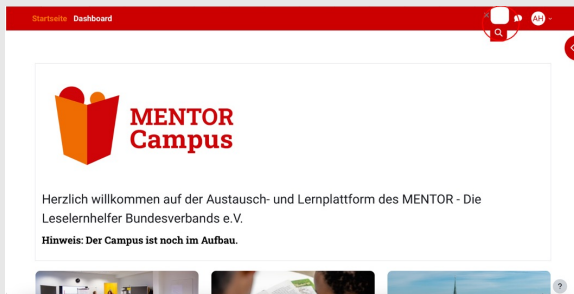 Startseite Dashboard
AH
MENTOR
Campus
Herzlich willkommen auf der Austausch- und Lernplattform des MENTOR - Die
Leselernhelfer Bundesverbands e.V.
Hinweis: Der Campus ist noch im Aufbau.
?